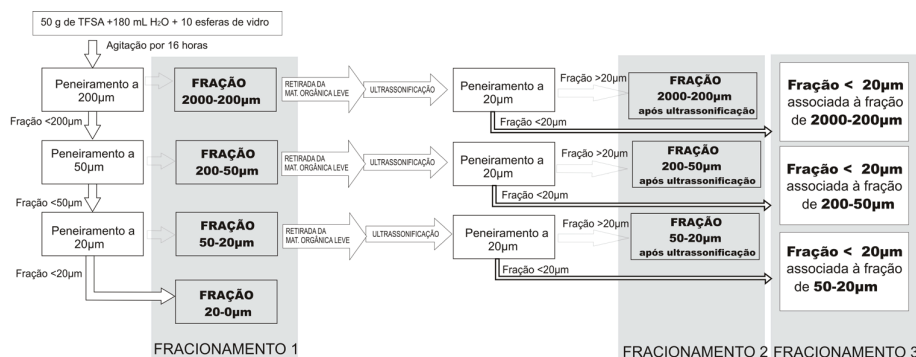 50 g de TFSA +180 mL H₂O + 10 esferas de vidro
Agitação por 16 horas
Peneiramento a
200µm
FRAÇÃO
2000-200µm
RETIRADA DA
MAT. ORGÂNICA LEVE
ULTRASSONIFICAÇÃO
Peneiramento a
20µm
Fração >20µm
FRAÇÃO
2000-200µm
após ultrassonificação
Fração < 20µm
associada à fração
de 2000-200µm
Fração <200µm
Fração <20µm
Peneiramento a
50µm
FRAÇÃO
200-50µm
RETIRADA DA
MAT. ORGÂNICA LEVE
ULTRASSONIFICAÇÃO
Peneiramento a
20µm
Fração >20µm
FRAÇÃO
200-50µm
após ultrassonificação
Fração < 20µm
associada à fração
de 200-50µm
Fração <50µm
Fração <20µm
Peneiramento a
20µm
FRAÇÃO
50-20µm
RETIRADA DA
MAT. ORGÂNICA LEVE
ULTRASSONIFICAÇÃO
Peneiramento a
20µm
Fração >20µm
FRAÇÃO
50-20µm
após ultrassonificação
Fração < 20µm
associada à fração
de 50-20µm
Fração <20µm
Fração <20µm
FRAÇÃO
20-0µm
FRACIONAMENTO 1
FRACIONAMENTO 2
FRACIONAMENTO 3